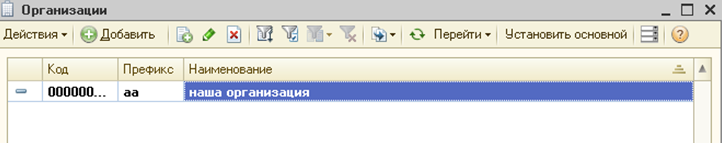 Организации
Действия Добавить Перейти Установить основной
Код Префикс Наименование
000000... аа наша организация